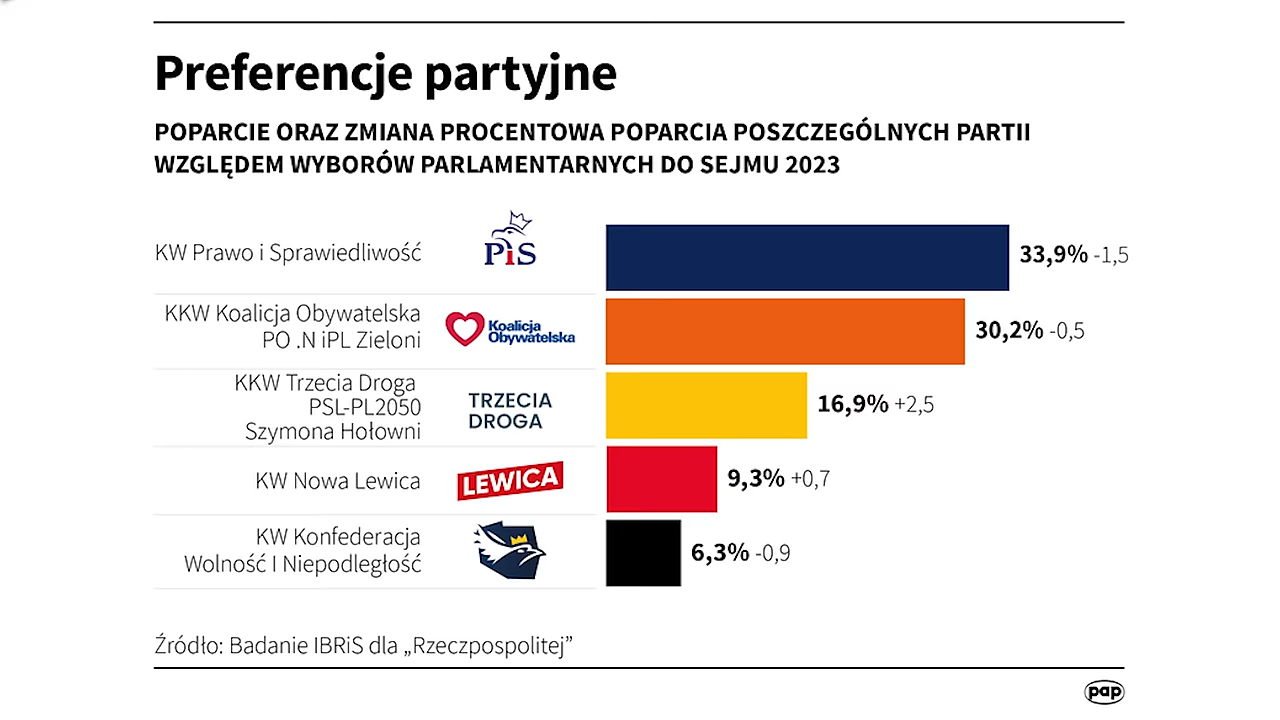 Preferencje partyjne
POPARCIE ORAZ ZMIANA PROCENTOWA POPARCIA POSZCZEGÓLNYCH PARTII
WZGLĘDEM WYBORÓW PARLAMENTARNYCH DO SEJMU 2023
KW Prawo i Sprawiedliwość
PiS
33,9% -1,5
KKW Koalicja Obywatelska
PO .N iPL Zieloni
Koalicja
Obywatelska
30,2% -0,5
KKW Trzecia Droga
PSL-PL2050
Szymona Hołowni
TRZECIA
DROGA
16,9% +2,5
KW Nowa Lewica
LEWICA
9,3% +0,7
KW Konfederacja
Wolność I Niepodległość
6,3% -0,9
Źródło: Badanie IBRiS dla „Rzeczpospolitej”
pap